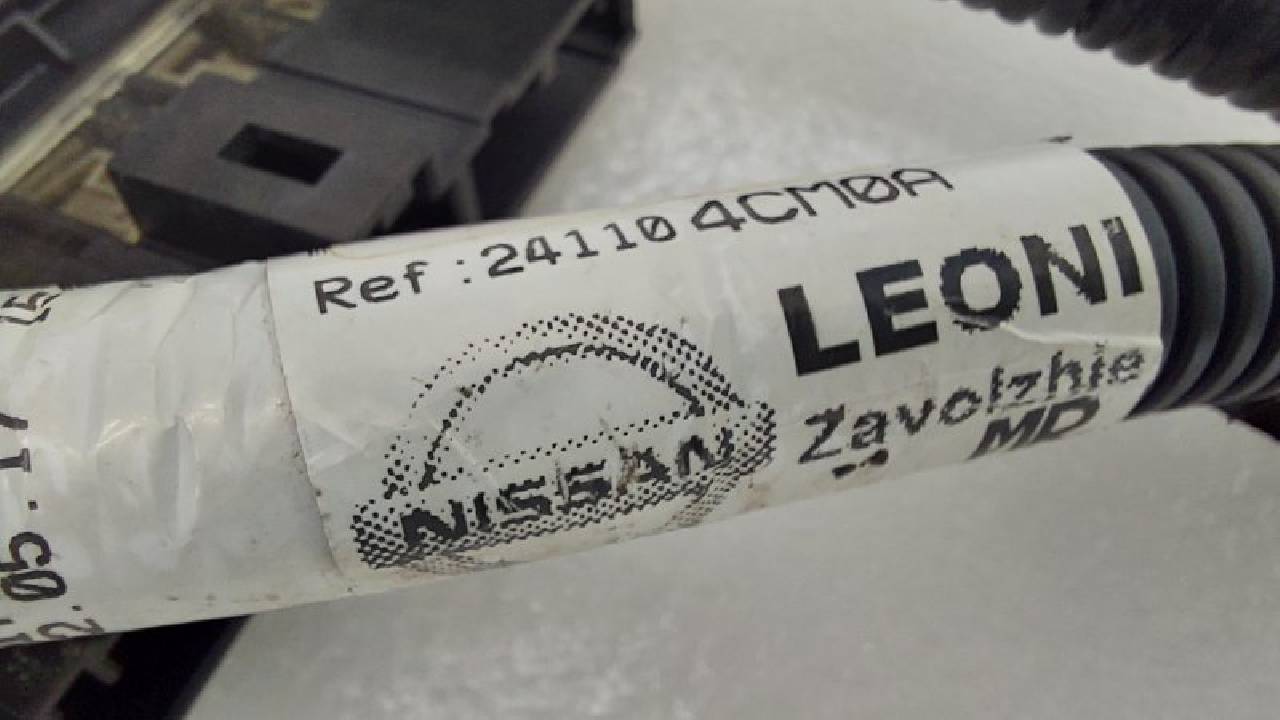 Ref :24110 4CM0A
LEONI
NISSAN
Zavolzhie
MD